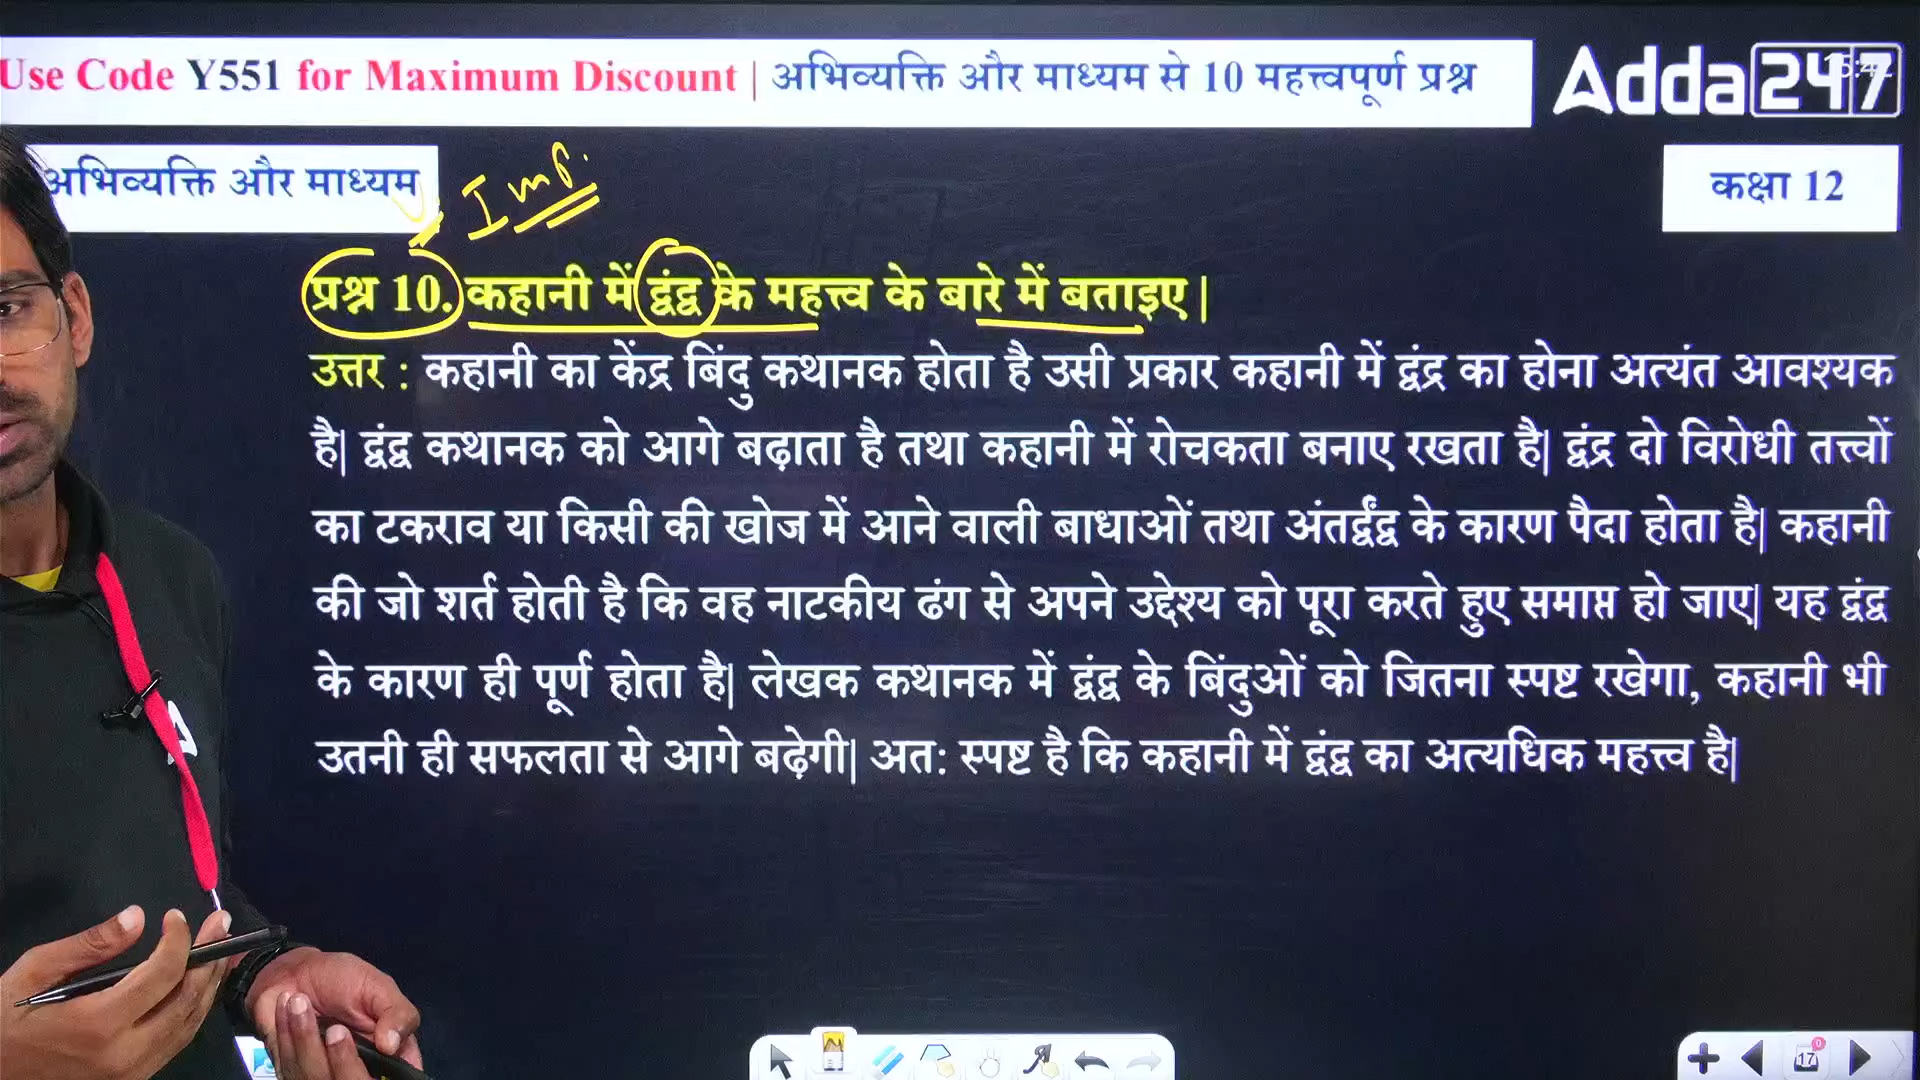 Use Code Y551 for Maximum Discount | अभिव्यक्ति और माध्यम से 10 महत्त्वपूर्ण प्रश्न
Adda247
अभिव्यक्ति और माध्यम
Imp.
कक्षा 12
प्रश्न 10. कहानी में द्वंद्व के महत्त्व के बारे में बताइए|
उत्तर : कहानी का केंद्र बिंदु कथानक होता है उसी प्रकार कहानी में द्वंद्र का होना अत्यंत आवश्यक
है| द्वंद्व कथानक को आगे बढ़ाता है तथा कहानी में रोचकता बनाए रखता है| द्वंद्र दो विरोधी तत्त्वों
का टकराव या किसी की खोज में आने वाली बाधाओं तथा अंतर्द्वंद्व के कारण पैदा होता है| कहानी
की जो शर्त होती है कि वह नाटकीय ढंग से अपने उद्देश्य को पूरा करते हुए समाप्त हो जाए| यह द्वंद्व
के कारण ही पूर्ण होता है| लेखक कथानक में द्वंद्व के बिंदुओं को जितना स्पष्ट रखेगा, कहानी भी
उतनी ही सफलता से आगे बढ़ेगी| अत: स्पष्ट है कि कहानी में द्वंद्व का अत्यधिक महत्त्व है|
17
0